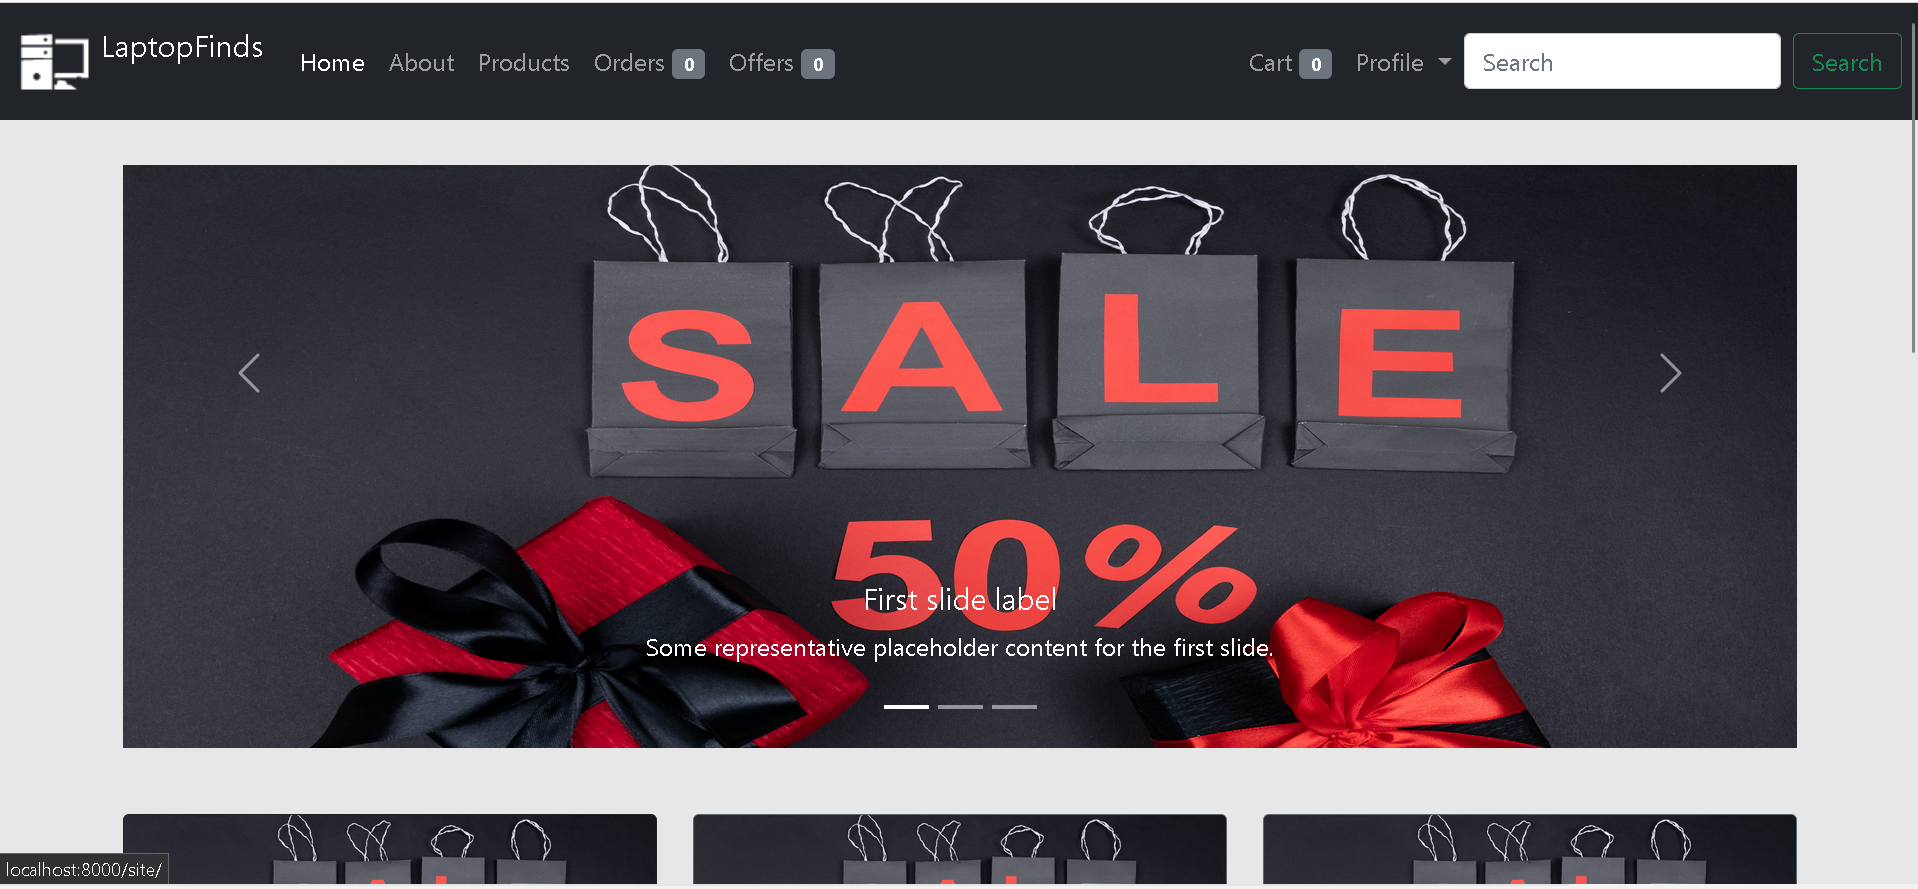 LaptopFinds
Home About Products Orders 0 Offers 0 Cart 0 Profile Search Search
S A L E
50%
First slide label
Some representative placeholder content for the first slide.
localhost:8000/site/